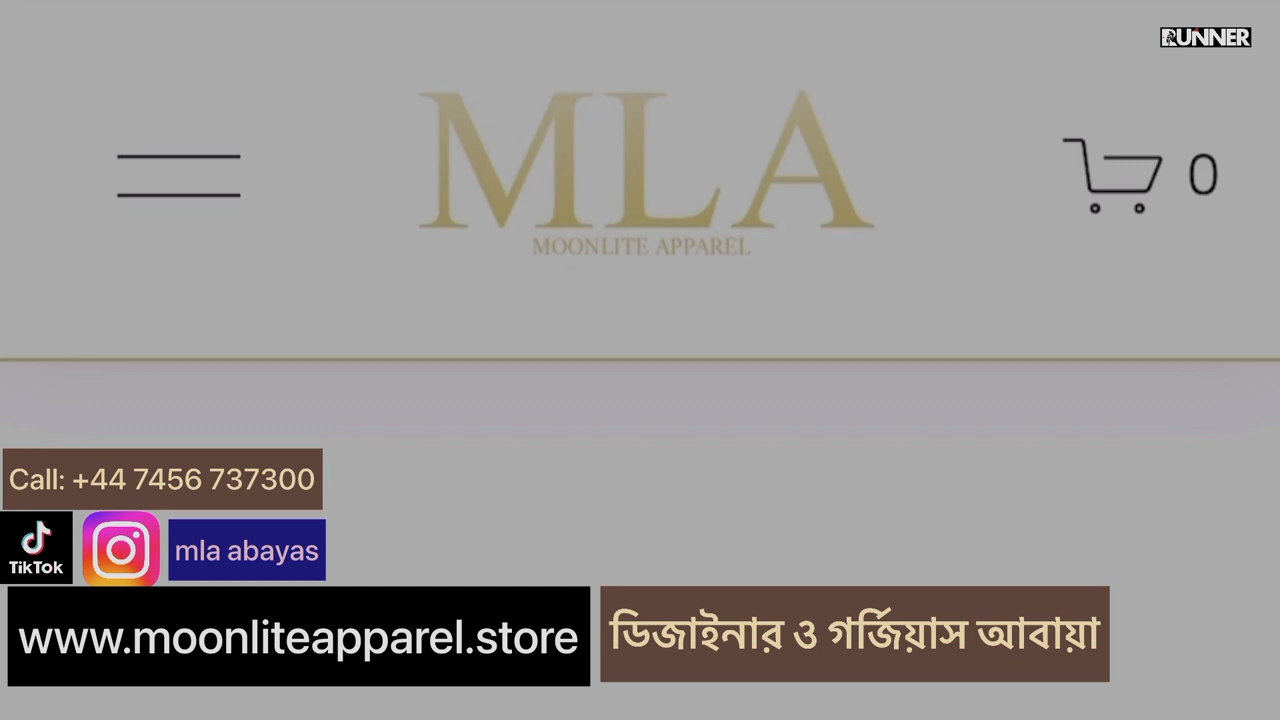 RUNNER
MLA
MOONLITE APPAREL
0
Call: +44 7456 737300
TikTok
mla abayas
www.moonliteapparel.store
ডিজাইনার ও গর্জিয়াস আবায়া